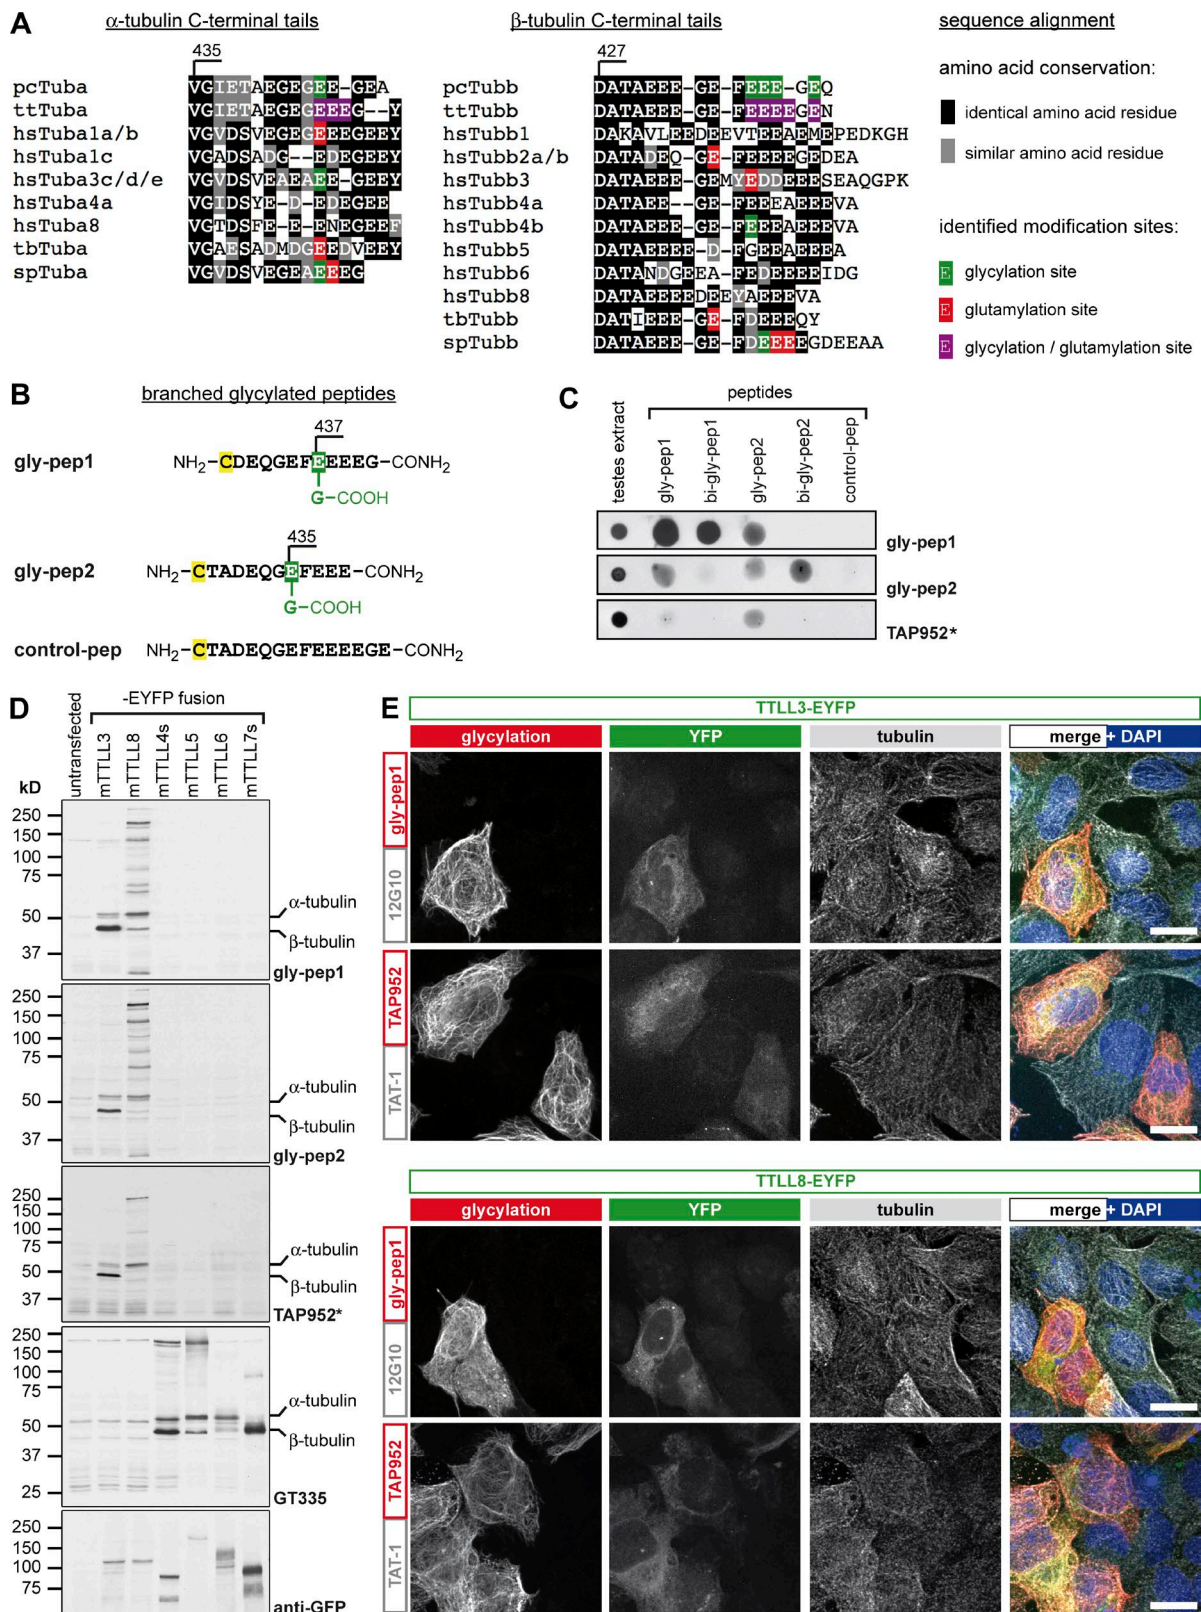 A
α-tubulin C-terminal tails
435
pcTuba VGIETAEGEGEEE-GEA
ttTuba VGIETAEGEGEEEG--Y
hsTuba1a/b VGVDSVEGEGEEEGEEY
hsTuba1c VGADSADGE--EDEGEEY
hsTuba3c/d/e VGVDSVEAEAEEE-GEEY
hsTuba4a VGIDSYE-D-EDEGEE
hsTuba8 VGTDSFE-E-ENEGEEF
tbTuba VGAESADMDGEEDVEEY
spTuba VGVDSVEGEAEEEG
β-tubulin C-terminal tails
427
pcTubb DATAEEE-GE-FEEE-GEQ
ttTubb DATAEEE-GE-FEEEEGEN
hsTubb1 DAKAVLEEDEEVTEEAEMEPEDKGH
hsTubb2a/b DATADEQ-GE-FEEEEGEDEA
hsTubb3 DATAEEE-GEMYEDDEEESEAQGPK
hsTubb4a DATAEE--GE-FEEEAEEEVA
hsTubb4b DATAEEE-GE-FEEEAEEEVA
hsTubb5 DATAEEEE-D-FGEEAEEEA
hsTubb6 DATANDGEEA-FEDEEEEIDG
hsTubb8 DATAEEEEDEEYAEEEVA
tbTubb DATIEEE-GE-FDEEEQY
spTubb DATAEEE-GE-FDEEEEGDEEAA
sequence alignment
amino acid conservation:
identical amino acid residue
similar amino acid residue
identified modification sites:
E glycylation site
E glutamylation site
E glycylation / glutamylation site
B
branched glycylated peptides
437
gly-pep1 NH2-CDEQGEFEEEEG-CONH2
G-COOH
435
gly-pep2 NH2-CTADEQGEFEEE-CONH2
G-COOH
control-pep NH2-CTADEQGEFEEEEGE-CONH2
C
peptides
testes extract
gly-pep1
bi-gly-pep1
gly-pep2
bi-gly-pep2
control-pep
gly-pep1
gly-pep2
TAP952*
D
-EYFP fusion
untransfected
mTTLL3
mTTLL8
mTTLL4s
mTTLL5
mTTLL6
mTTLL7s
kD
250
150
100
75
50
37
α-tubulin
β-tubulin
gly-pep1
250
150
100
75
50
37
α-tubulin
β-tubulin
gly-pep2
250
150
100
75
50
37
α-tubulin
β-tubulin
TAP952*
250
150
100
75
50
37
25
α-tubulin
β-tubulin
GT335
250
150
100
75
anti-GFP
E
TTLL3-EYFP
glycylation
YFP
tubulin
merge + DAPI
gly-pep1
12G10
TAP952
TAT-1
TTLL8-EYFP
glycylation
YFP
tubulin
merge + DAPI
gly-pep1
12G10
TAP952
TAT-1